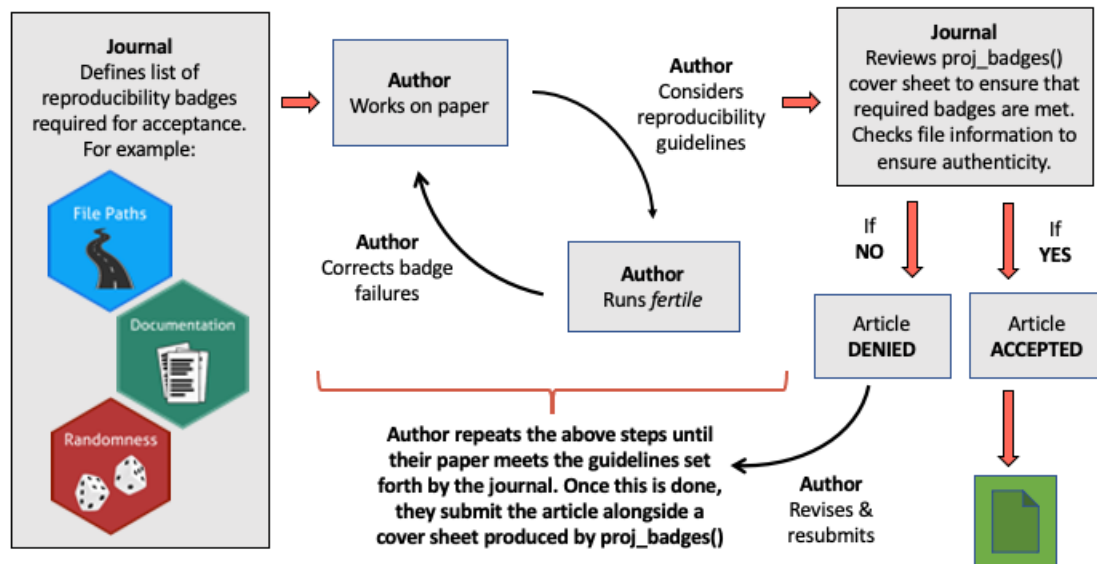 Journal
Defines list of
reproducibility badges
required for acceptance.
For example:
File Paths
Documentation
Randomness
Author
Works on paper
Author
Considers
reproducibility
guidelines
Author
Corrects badge
failures
Author
Runs fertile
Author repeats the above steps until
their paper meets the guidelines set
forth by the journal. Once this is done,
they submit the article alongside a
cover sheet produced by proj_badges()
Journal
Reviews proj_badges()
cover sheet to ensure that
required badges are met.
Checks file information to
ensure authenticity.
If
NO
If
YES
Article
DENIED
Article
ACCEPTED
Author
Revises &
resubmits